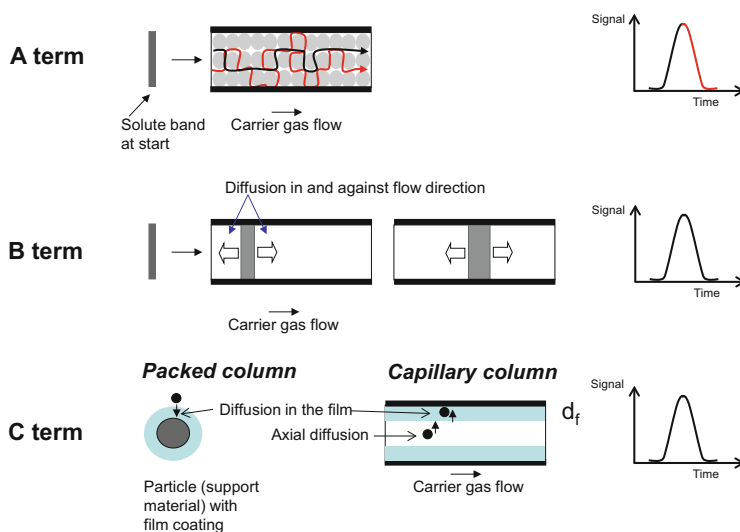 A term
Solute band
at start
Carrier gas flow
Signal
Time
B term
Diffusion in and against flow direction
Carrier gas flow
Signal
Time
C term
Packed column
Capillary column
Diffusion in the film
Axial diffusion
df
Particle (support
material) with
film coating
Carrier gas flow
Signal
Time